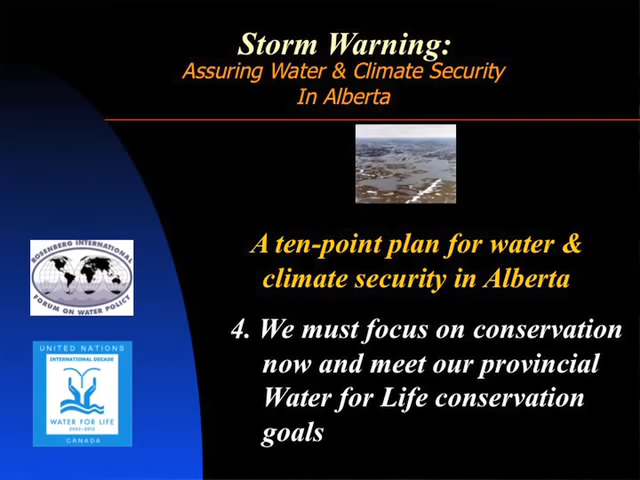 Storm Warning:
Assuring Water & Climate Security
In Alberta
A ten-point plan for water &
climate security in Alberta
4. We must focus on conservation
now and meet our provincial
Water for Life conservation
goals
ROSENBERG INTERNATIONAL
FORUM ON WATER POLICY
UNITED NATIONS
INTERNATIONAL DECADE
WATER FOR LIFE
2005-2015
CANADA